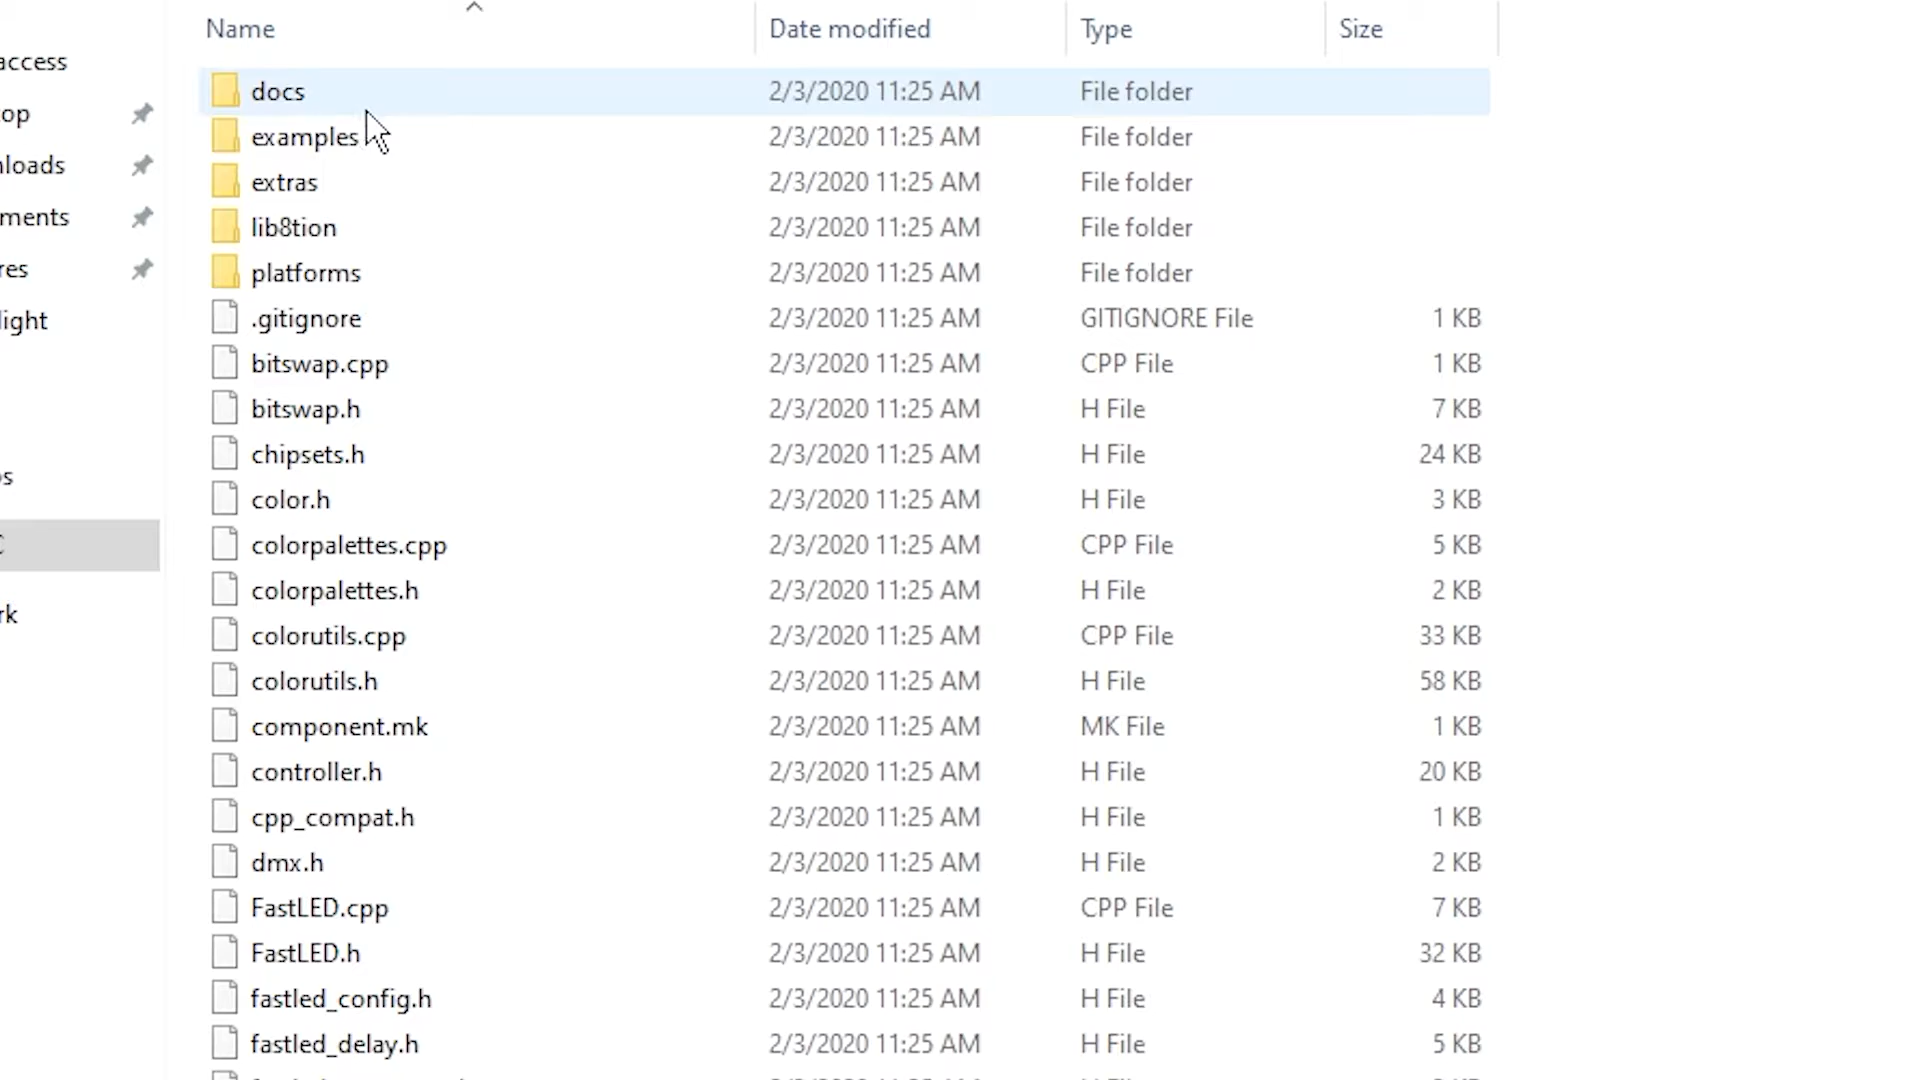 Name Date modified Type Size
access
docs 2/3/2020 11:25 AM File folder
op
examples 2/3/2020 11:25 AM File folder
nloads
extras 2/3/2020 11:25 AM File folder
ments
lib8tion 2/3/2020 11:25 AM File folder
res
platforms 2/3/2020 11:25 AM File folder
light
.gitignore 2/3/2020 11:25 AM GITIGNORE File 1 KB
bitswap.cpp 2/3/2020 11:25 AM CPP File 1 KB
bitswap.h 2/3/2020 11:25 AM H File 7 KB
chipsets.h 2/3/2020 11:25 AM H File 24 KB
os
color.h 2/3/2020 11:25 AM H File 3 KB
C
colorpalettes.cpp 2/3/2020 11:25 AM CPP File 5 KB
colorpalettes.h 2/3/2020 11:25 AM H File 2 KB
rk
colorutils.cpp 2/3/2020 11:25 AM CPP File 33 KB
colorutils.h 2/3/2020 11:25 AM H File 58 KB
component.mk 2/3/2020 11:25 AM MK File 1 KB
controller.h 2/3/2020 11:25 AM H File 20 KB
cpp_compat.h 2/3/2020 11:25 AM H File 1 KB
dmx.h 2/3/2020 11:25 AM H File 2 KB
FastLED.cpp 2/3/2020 11:25 AM CPP File 7 KB
FastLED.h 2/3/2020 11:25 AM H File 32 KB
fastled_config.h 2/3/2020 11:25 AM H File 4 KB
fastled_delay.h 2/3/2020 11:25 AM H File 5 KB